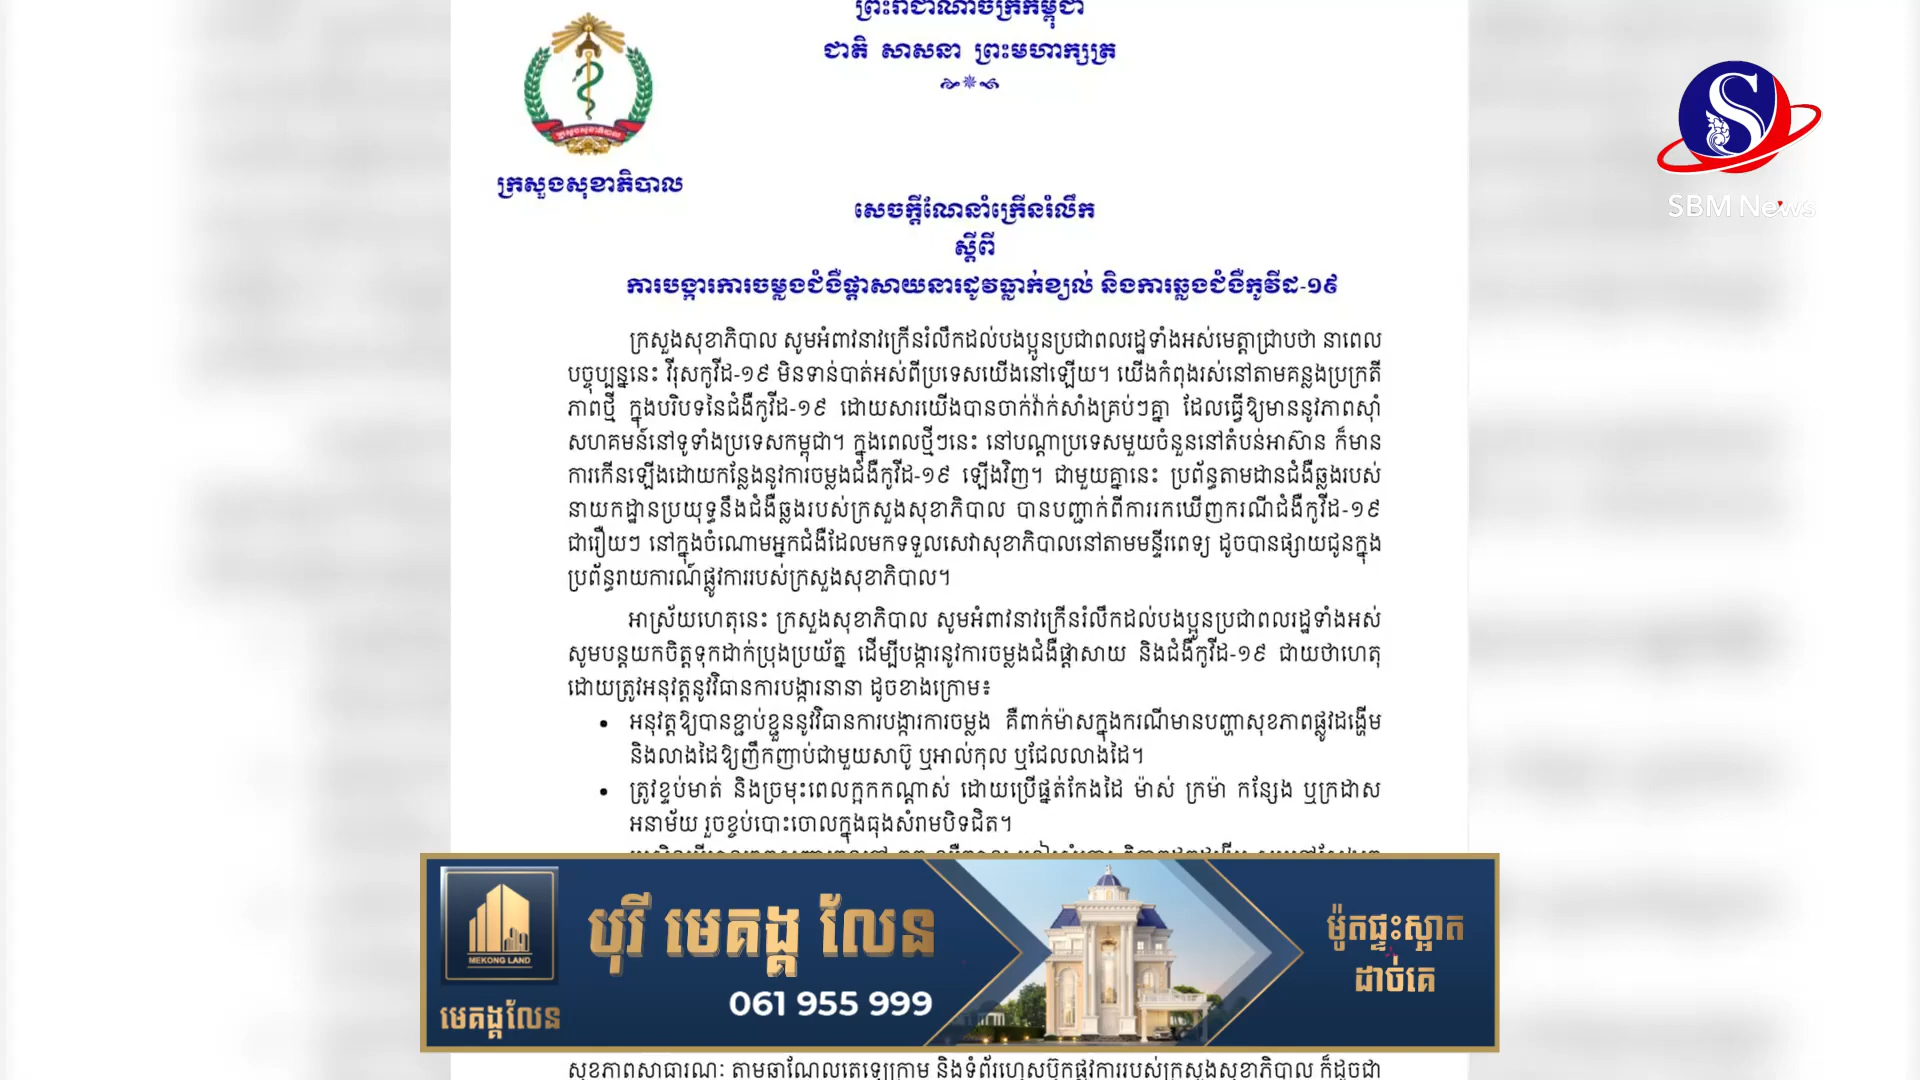 ព្រះរាជាណាចក្រកម្ពុជា
ជាតិ សាសនា ព្រះមហាក្សត្រ
ក្រសួងសុខាភិបាល
ក្រសួងសុខាភិបាល
SBM News
សេចក្តីណែនាំក្រើនរំលឹក
ស្តីពី
ការបង្ការការចម្លងជំងឺផ្តាសាយនារដូវធ្លាក់ខ្យល់ និងការឆ្លងជំងឺកូវីដ-១៩
ក្រសួងសុខាភិបាល សូមអំពាវនាវក្រើនរំលឹកដល់បងប្អូនប្រជាពលរដ្ឋទាំងអស់មេត្តាជ្រាបថា នាពេល
បច្ចុប្បន្ននេះ វីរុសកូវីដ-១៩ មិនទាន់បាត់អស់ពីប្រទេសយើងនៅឡើយ។ យើងកំពុងរស់នៅតាមគន្លងប្រក្រតី
ភាពថ្មី ក្នុងបរិបទនៃជំងឺកូវីដ-១៩ ដោយសារយើងបានចាក់វ៉ាក់សាំងគ្រប់ៗគ្នា ដែលធ្វើឱ្យមាននូវភាពស៊ាំ
សហគមន៍នៅទូទាំងប្រទេសកម្ពុជា។ ក្នុងពេលថ្មីៗនេះ នៅបណ្តាប្រទេសមួយចំនួននៅតំបន់អាស៊ាន ក៏មាន
ការកើនឡើងដោយកន្លែងនូវការចម្លងជំងឺកូវីដ-១៩ ឡើងវិញ។ ជាមួយគ្នានេះ ប្រព័ន្ធតាមដានជំងឺឆ្លងរបស់
នាយកដ្ឋានប្រយុទ្ធនឹងជំងឺឆ្លងរបស់ក្រសួងសុខាភិបាល បានបញ្ជាក់ពីការរកឃើញករណីជំងឺកូវីដ-១៩
ជារឿយៗ នៅក្នុងចំណោមអ្នកជំងឺដែលមកទទួលសេវាសុខាភិបាលនៅតាមមន្ទីរពេទ្យ ដូចបានផ្សាយជូនក្នុង
ប្រព័ន្ធរាយការណ៍ផ្លូវការរបស់ក្រសួងសុខាភិបាល។
អាស្រ័យហេតុនេះ ក្រសួងសុខាភិបាល សូមអំពាវនាវក្រើនរំលឹកដល់បងប្អូនប្រជាពលរដ្ឋទាំងអស់
សូមបន្តយកចិត្តទុកដាក់ប្រុងប្រយ័ត្ន ដើម្បីបង្ការនូវការចម្លងជំងឺផ្តាសាយ និងជំងឺកូវីដ-១៩ ជាយថាហេតុ
ដោយត្រូវអនុវត្តនូវវិធានការបង្ការនានា ដូចខាងក្រោម៖
• អនុវត្តឱ្យបានខ្ជាប់ខ្ជួននូវវិធានការបង្ការការចម្លង គឺពាក់ម៉ាសក្នុងករណីមានបញ្ហាសុខភាពផ្លូវដង្ហើម
និងលាងដៃឱ្យញឹកញាប់ជាមួយសាប៊ូ ឬអាល់កុល ឬជែលលាងដៃ។
• ត្រូវខ្ទប់មាត់ និងច្រមុះពេលក្អកកណ្តាស់ ដោយប្រើផ្នត់កែងដៃ ម៉ាស់ ក្រម៉ា កន្សែង ឬក្រដាស
អនាម័យ រួចខ្ចប់បោះចោលក្នុងធុងសំរាមបិទជិត។
MEKONG LAND
មេគង្គលែន
បុរី មេគង្គ លែន
061 955 999
ម៉ូតផ្ទះស្អាត
ដាច់គេ
សុខភាពសាធារណៈ តាមឆាណែលតេឡេក្រាម និងទំព័រហ្វេសប៊ុកផ្លូវការរបស់ក្រសួងសុខាភិបាល ក៏ដូចជា